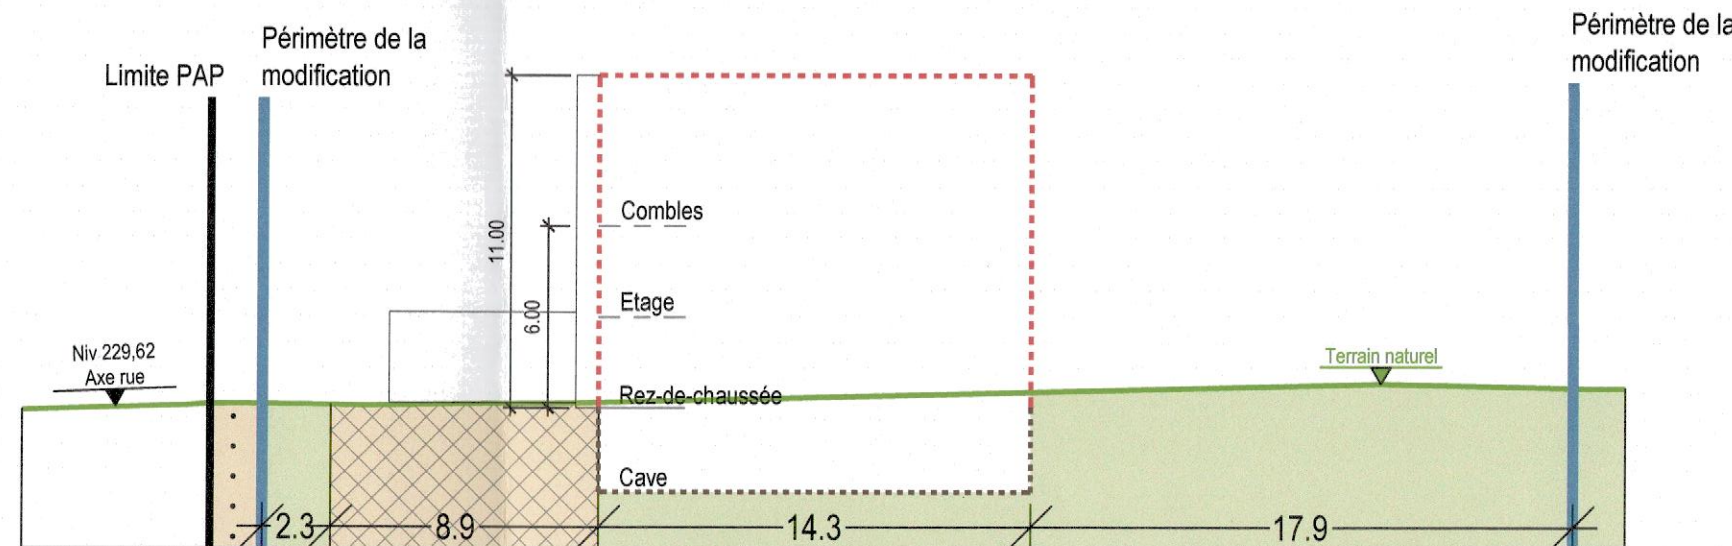 Périmètre de la
modification
Limite PAP
Périmètre de la
modification
11.00
6.00
Combles
Etage
Rez-de-chaussée
Cave
Niv 229,62
Axe rue
Terrain naturel
2.3
8.9
14.3
17.9